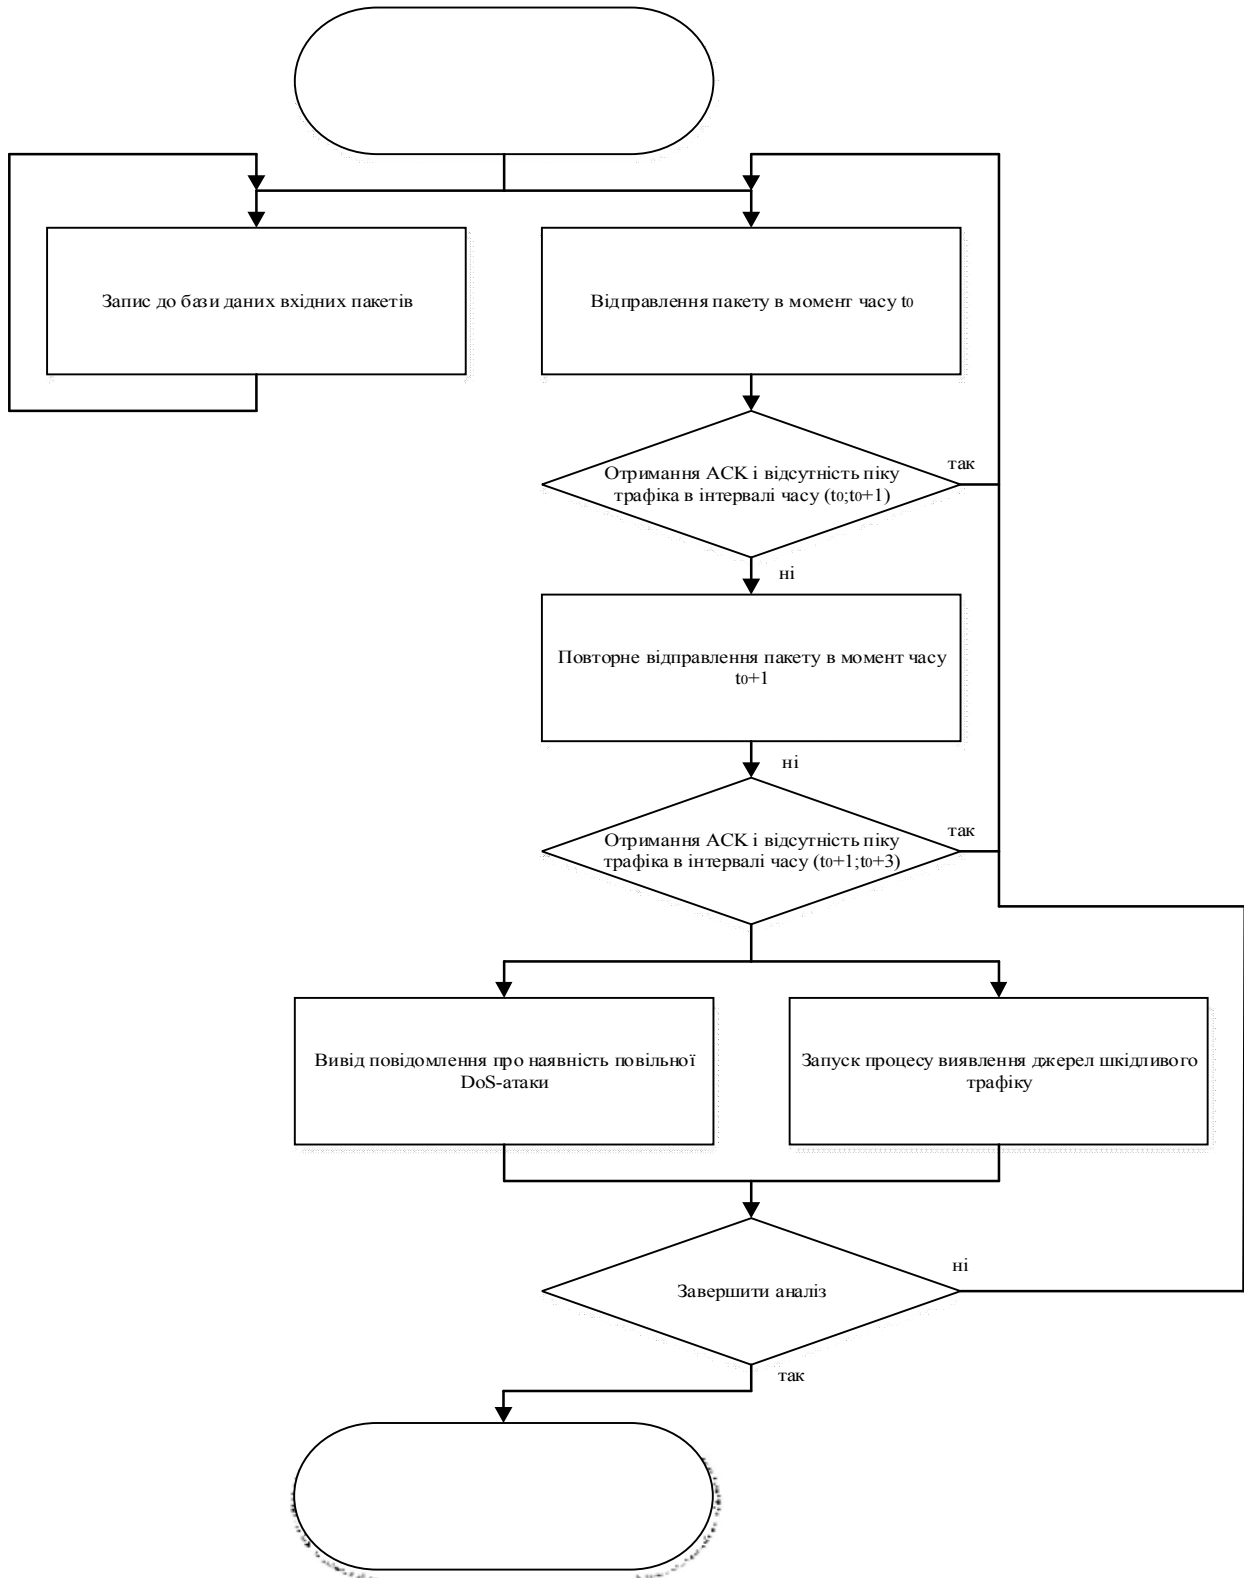 Запис до бази даних вхідних пакетів
Відправлення пакету в момент часу t0
Отримання ACK і відсутність піку
трафіка в інтервалі часу (t0;t0+1)
так
ні
Повторне відправлення пакету в момент часу
t0+1
ні
Отримання ACK і відсутність піку
трафіка в інтервалі часу (t0+1;t0+3)
так
Вивід повідомлення про наявність повільної
DoS-атаки
Запуск процесу виявлення джерел шкідливого
трафіку
Завершити аналіз
ні
так